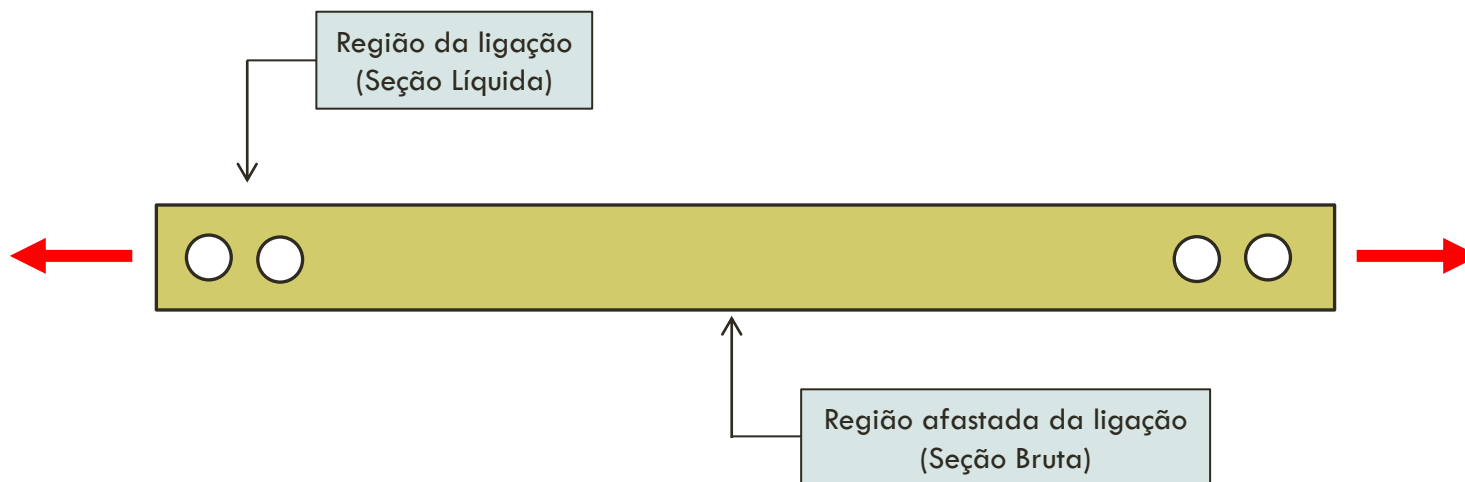 Região da ligação
(Seção Líquida)
Região afastada da ligação
(Seção Bruta)